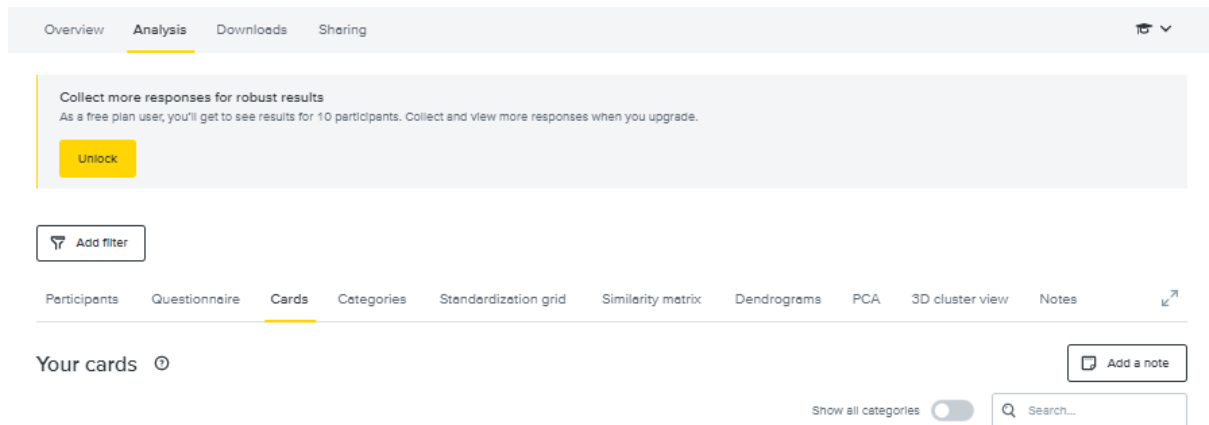 Overview Analysis Downloads Sharing
Collect more responses for robust results
As a free plan user, you'll get to see results for 10 participants. Collect and view more responses when you upgrade.
Unlock
Add filter
Participants Questionnaire Cards Categories Standardization grid Similarity matrix Dendrograms PCA 3D cluster view Notes
Your cards
Add a note
Show all categories Search...